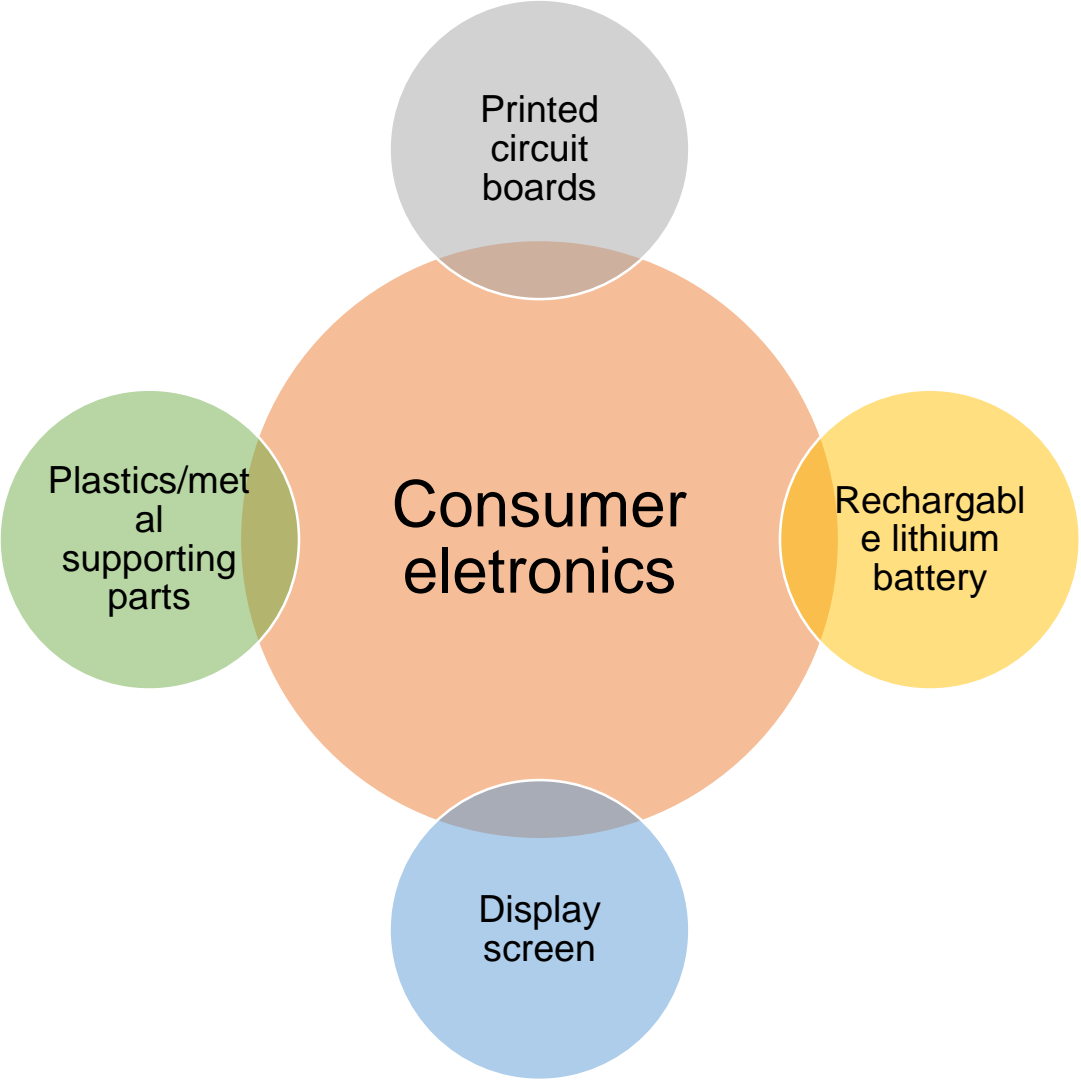 Printed
circuit
boards
Plastics/met
al
supporting
parts
Consumer
eletronics
Rechargabl
e lithium
battery
Display
screen